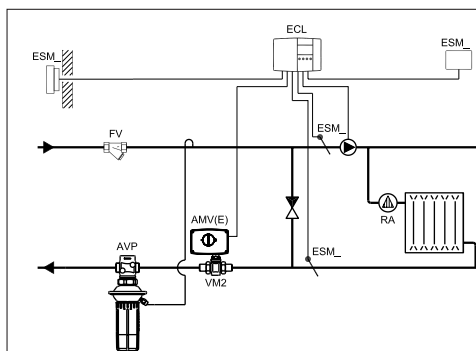 ECL
ESM_
ESM_
FV
ESM_
AMV(E)
RA
AVP
ESM_
VM2